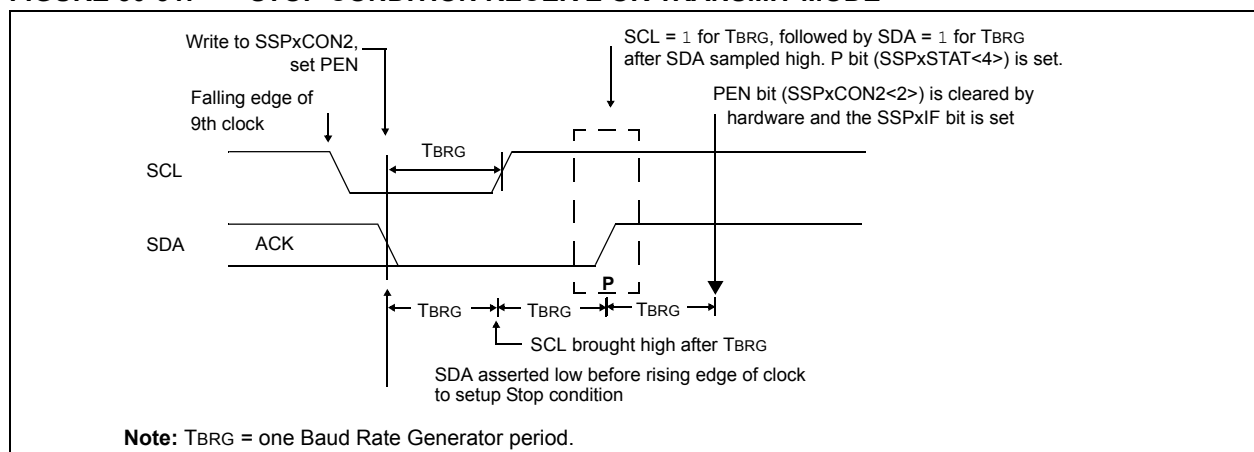 Write to SSPxCON2,
set PEN
SCL = 1 for TBRG, followed by SDA = 1 for TBRG
after SDA sampled high. P bit (SSPxSTAT<4>) is set.
Falling edge of
9th clock
PEN bit (SSPxCON2<2>) is cleared by
hardware and the SSPxIF bit is set
TBRG
SCL
SDA
ACK
P
TBRG
TBRG
TBRG
SCL brought high after TBRG
SDA asserted low before rising edge of clock
to setup Stop condition
Note: TBRG = one Baud Rate Generator period.